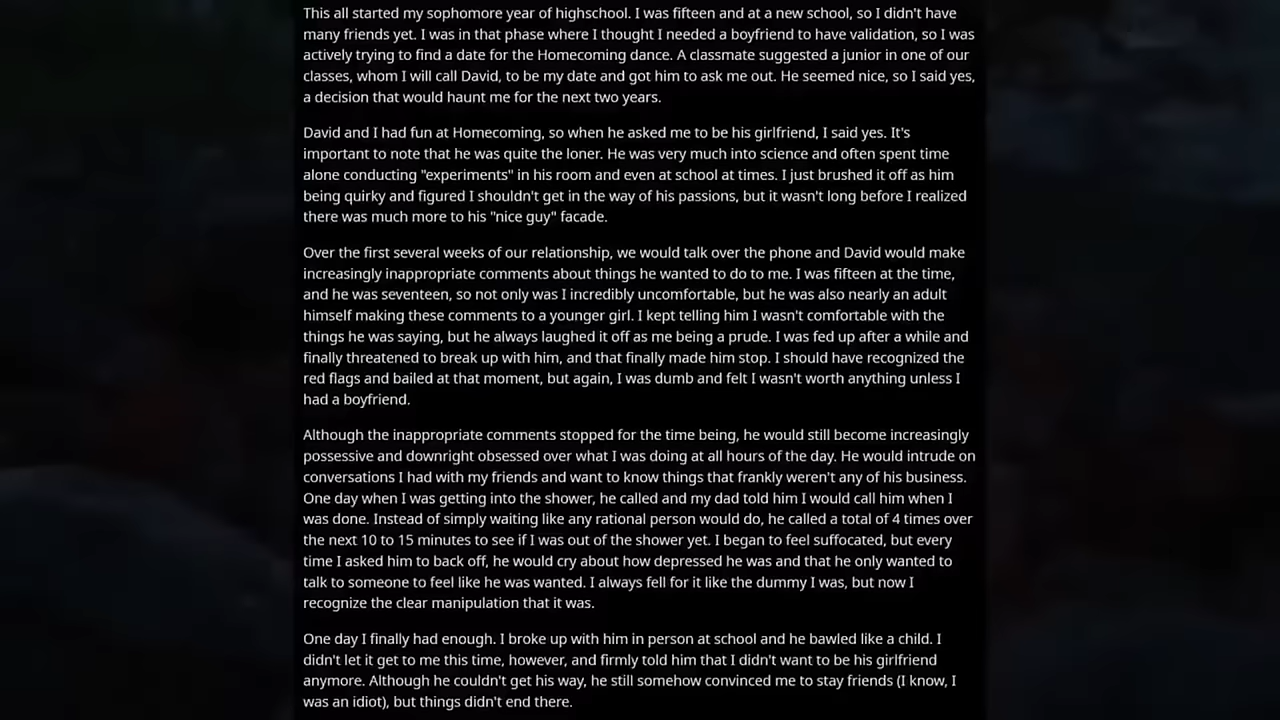 This all started my sophomore year of highschool. I was fifteen and at a new school, so I didn't have
many friends yet. I was in that phase where I thought I needed a boyfriend to have validation, so I was
actively trying to find a date for the Homecoming dance. A classmate suggested a junior in one of our
classes, whom I will call David, to be my date and got him to ask me out. He seemed nice, so I said yes,
a decision that would haunt me for the next two years.
David and I had fun at Homecoming, so when he asked me to be his girlfriend, I said yes. It's
important to note that he was quite the loner. He was very much into science and often spent time
alone conducting "experiments" in his room and even at school at times. I just brushed it off as him
being quirky and figured I shouldn't get in the way of his passions, but it wasn't long before I realized
there was much more to his "nice guy" facade.
Over the first several weeks of our relationship, we would talk over the phone and David would make
increasingly inappropriate comments about things he wanted to do to me. I was fifteen at the time,
and he was seventeen, so not only was I incredibly uncomfortable, but he was also nearly an adult
himself making these comments to a younger girl. I kept telling him I wasn't comfortable with the
things he was saying, but he always laughed it off as me being a prude. I was fed up after a while and
finally threatened to break up with him, and that finally made him stop. I should have recognized the
red flags and bailed at that moment, but again, I was dumb and felt I wasn't worth anything unless I
had a boyfriend.
Although the inappropriate comments stopped for the time being, he would still become increasingly
possessive and downright obsessed over what I was doing at all hours of the day. He would intrude on
conversations I had with my friends and want to know things that frankly weren't any of his business.
One day when I was getting into the shower, he called and my dad told him I would call him when I
was done. Instead of simply waiting like any rational person would do, he called a total of 4 times over
the next 10 to 15 minutes to see if I was out of the shower yet. I began to feel suffocated, but every
time I asked him to back off, he would cry about how depressed he was and that he only wanted to
talk to someone to feel like he was wanted. I always fell for it like the dummy I was, but now I
recognize the clear manipulation that it was.
One day I finally had enough. I broke up with him in person at school and he bawled like a child. I
didn't let it get to me this time, however, and firmly told him that I didn't want to be his girlfriend
anymore. Although he couldn't get his way, he still somehow convinced me to stay friends (I know, I
was an idiot), but things didn't end there.